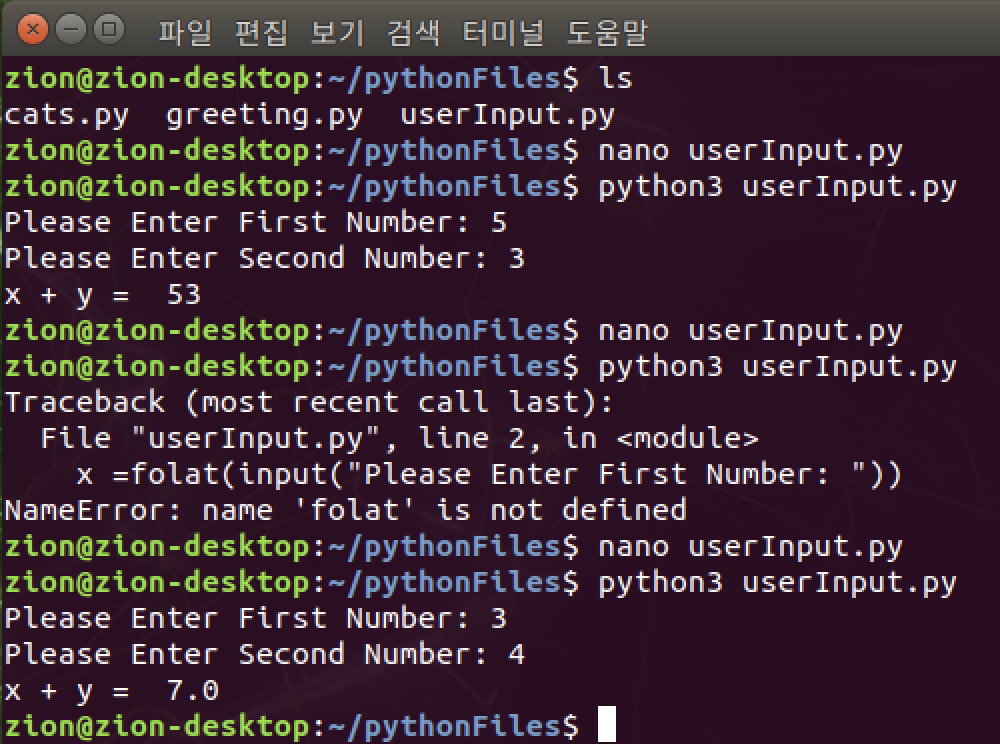 파일 편집 보기 검색 터미널 도움말
zion@zion-desktop:~/pythonFiles$ ls
cats.py  greeting.py  userInput.py
zion@zion-desktop:~/pythonFiles$ nano userInput.py
zion@zion-desktop:~/pythonFiles$ python3 userInput.py
Please Enter First Number: 5
Please Enter Second Number: 3
x + y =  53
zion@zion-desktop:~/pythonFiles$ nano userInput.py
zion@zion-desktop:~/pythonFiles$ python3 userInput.py
Traceback (most recent call last):
  File "userInput.py", line 2, in <module>
    x =folat(input("Please Enter First Number: "))
NameError: name 'folat' is not defined
zion@zion-desktop:~/pythonFiles$ nano userInput.py
zion@zion-desktop:~/pythonFiles$ python3 userInput.py
Please Enter First Number: 3
Please Enter Second Number: 4
x + y =  7.0
zion@zion-desktop:~/pythonFiles$